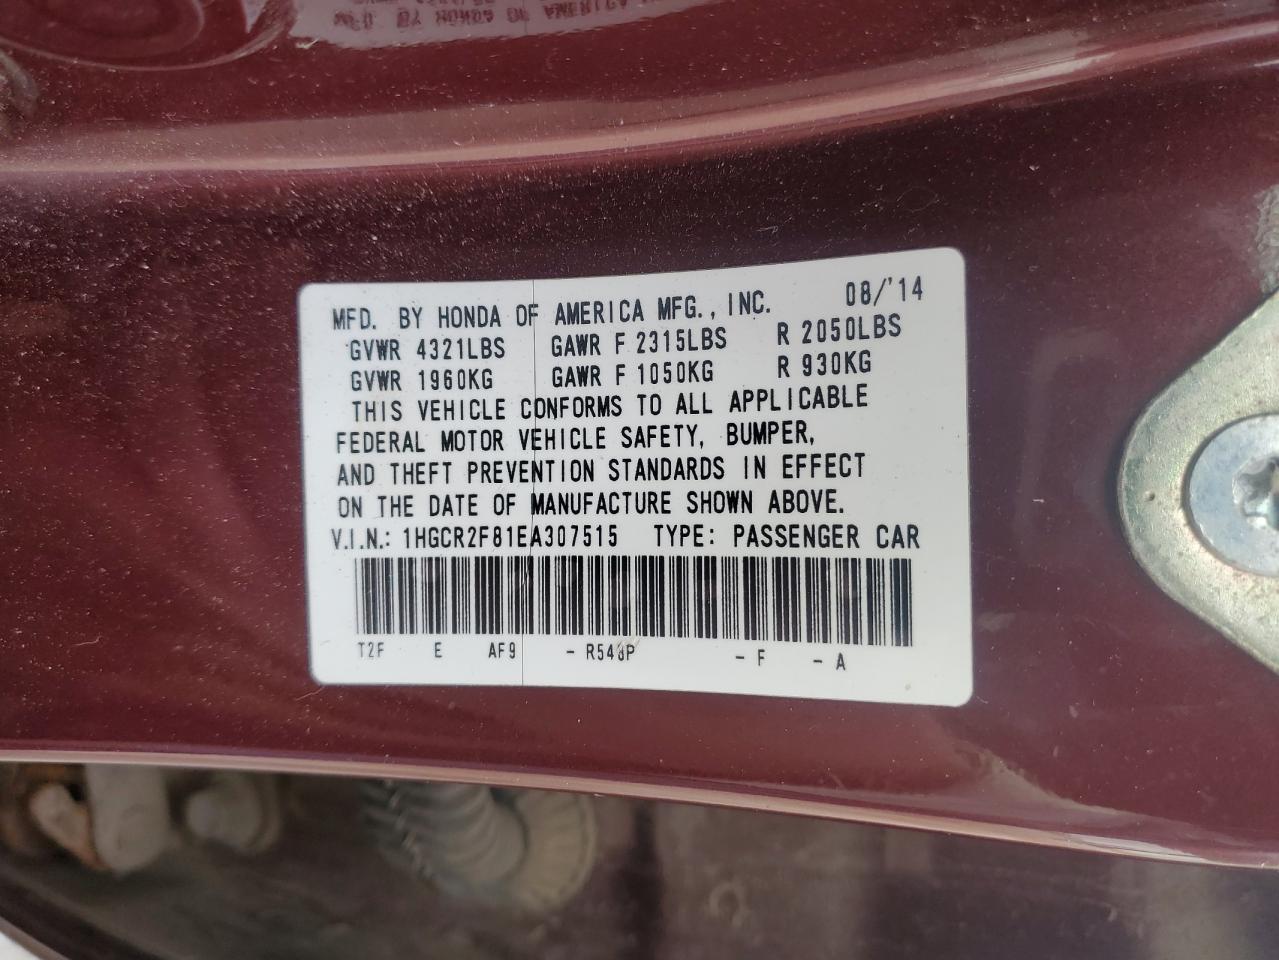 MFD. BY HONDA OF AMERICA MFG., INC. 08/'14
GVWR 4321LBS GAWR F 2315LBS R 2050LBS
GVWR 1960KG GAWR F 1050KG R 930KG
THIS VEHICLE CONFORMS TO ALL APPLICABLE
FEDERAL MOTOR VEHICLE SAFETY, BUMPER,
AND THEFT PREVENTION STANDARDS IN EFFECT
ON THE DATE OF MANUFACTURE SHOWN ABOVE.
V.I.N.: 1HGCR2F81EA307515 TYPE: PASSENGER CAR
T2F E AF9 - R548P - F - A